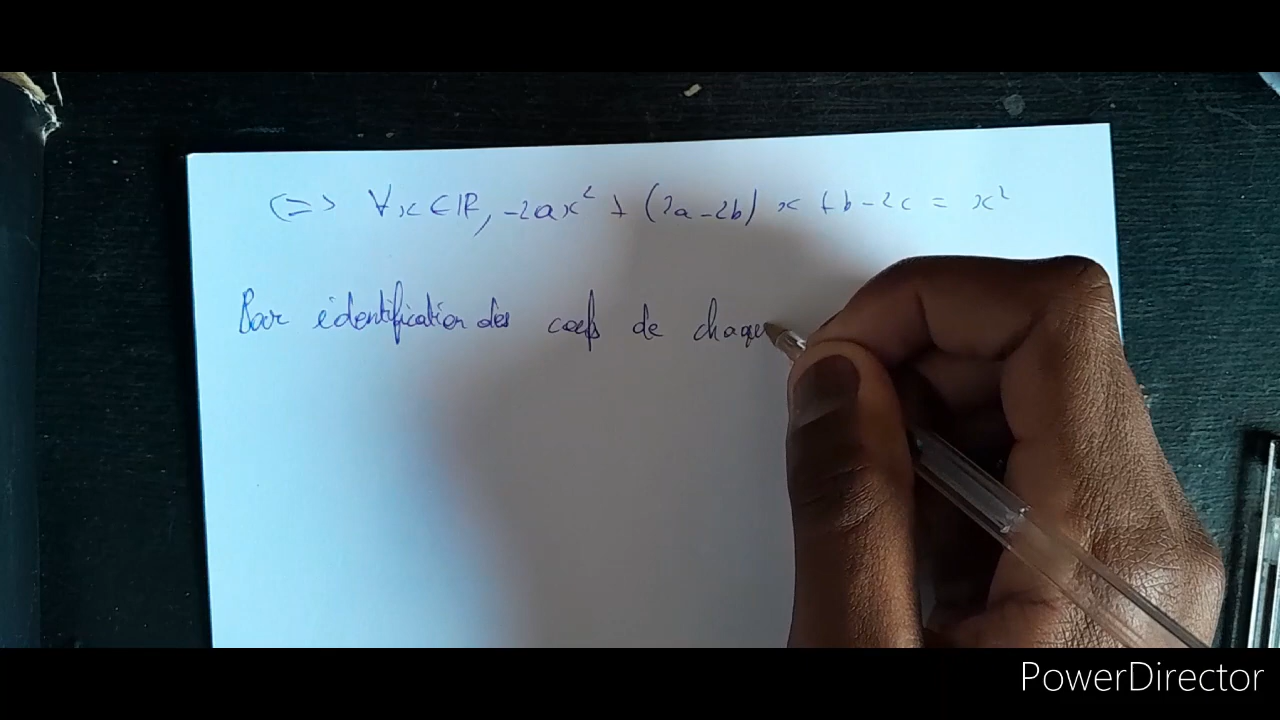 <=> ∀x∈ℝ, -2ax² + (2a-2b) x + b-2c = x²
Par identification des coefs de chaque
PowerDirector